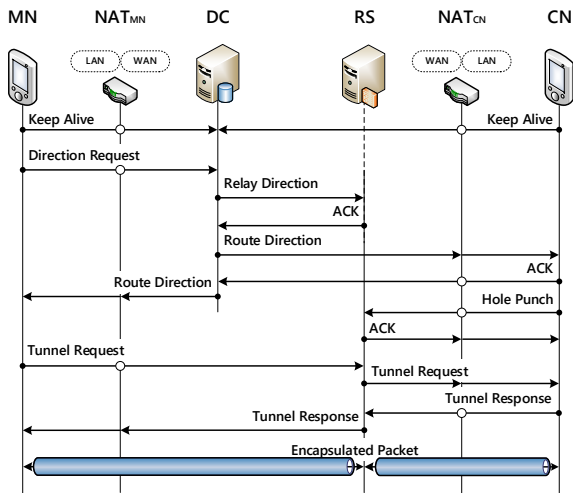 MN NATMN DC RS NATCN CN
LAN WAN WAN LAN
Keep Alive Keep Alive
Direction Request
Relay Direction
ACK
Route Direction
ACK
Route Direction
Hole Punch
ACK
Tunnel Request
Tunnel Request
Tunnel Response
Tunnel Response
Encapsulated Packet